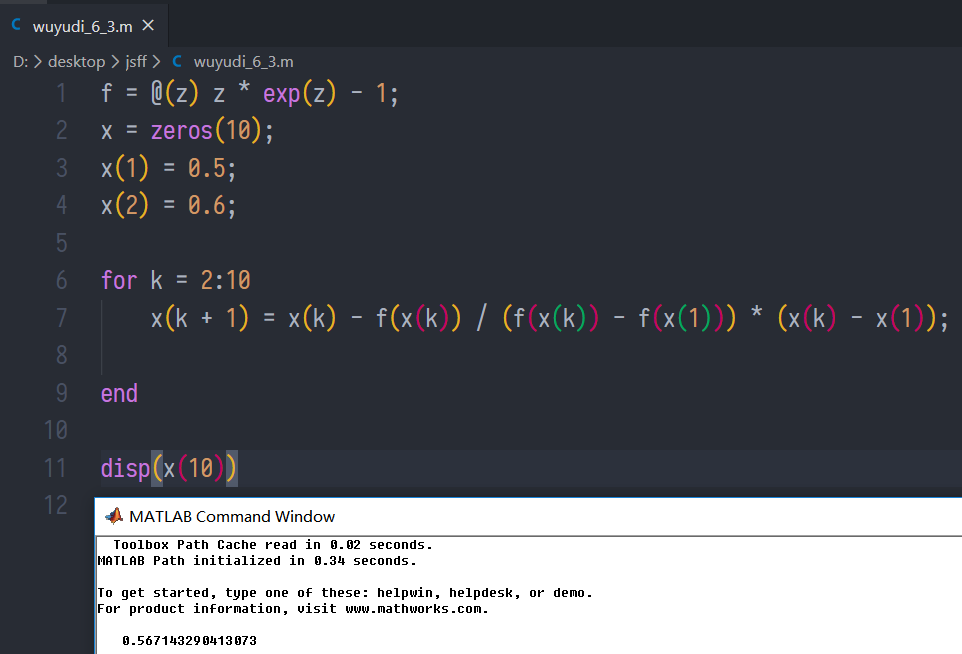 C wuyudi_6_3.m ×
D: > desktop > jsff > C wuyudi_6_3.m
1 f = @(z) z * exp(z) - 1;
2 x = zeros(10);
3 x(1) = 0.5;
4 x(2) = 0.6;
5
6 for k = 2:10
7     x(k + 1) = x(k) - f(x(k)) / (f(x(k)) - f(x(1))) * (x(k) - x(1));
8
9 end
10
11 disp(x(10))
12
MATLAB Command Window
Toolbox Path Cache read in 0.02 seconds.
MATLAB Path initialized in 0.34 seconds.
To get started, type one of these: helpwin, helpdesk, or demo.
For product information, visit www.mathworks.com.
0.567143290413073